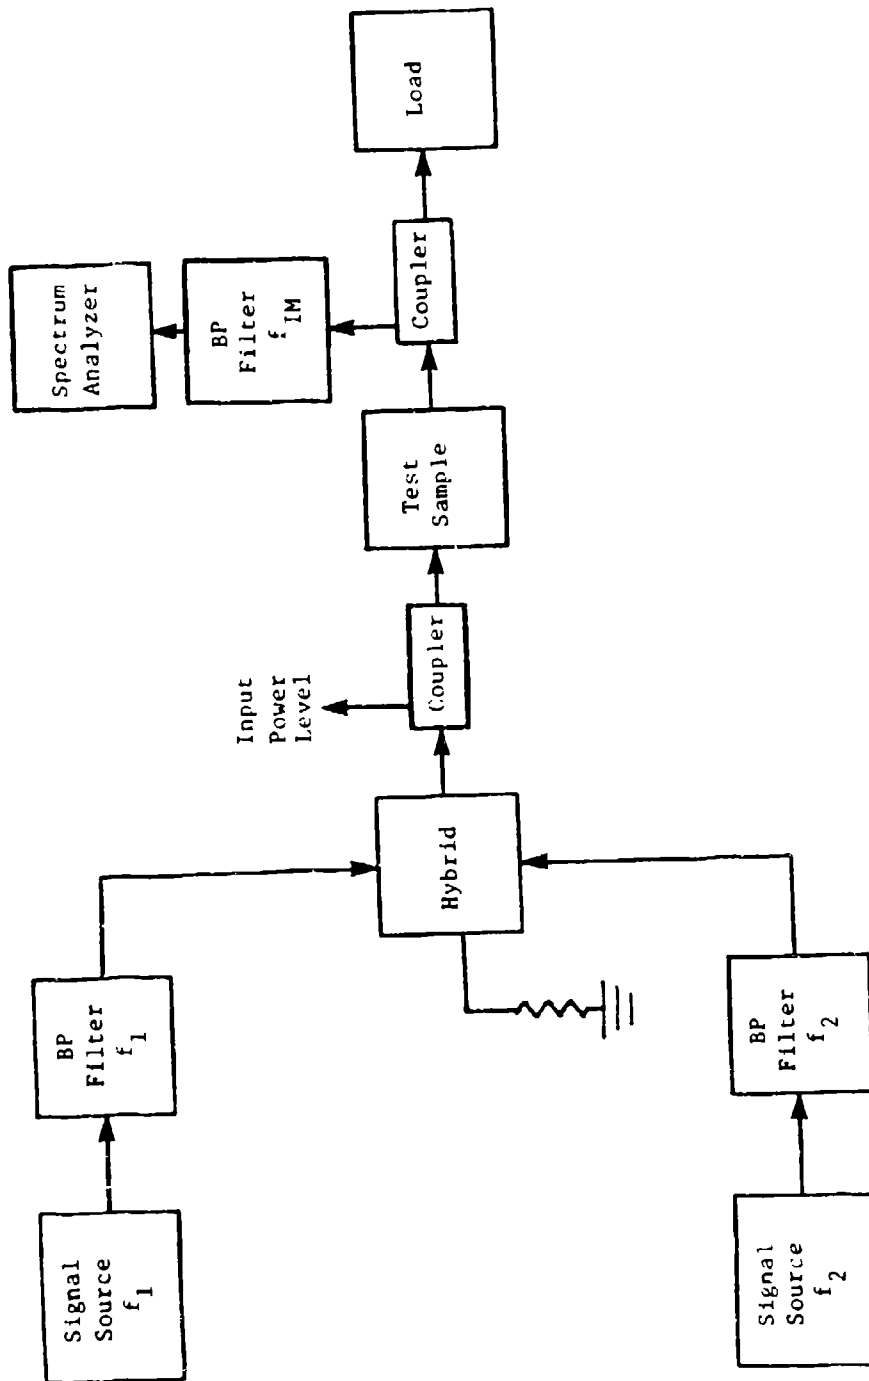 Signal
Source
f1
BP
Filter
f1
Signal
Source
f2
BP
Filter
f2
Hybrid
Input
Power
Level
Coupler
Test
Sample
Coupler
BP
Filter
fIM
Spectrum
Analyzer
Load